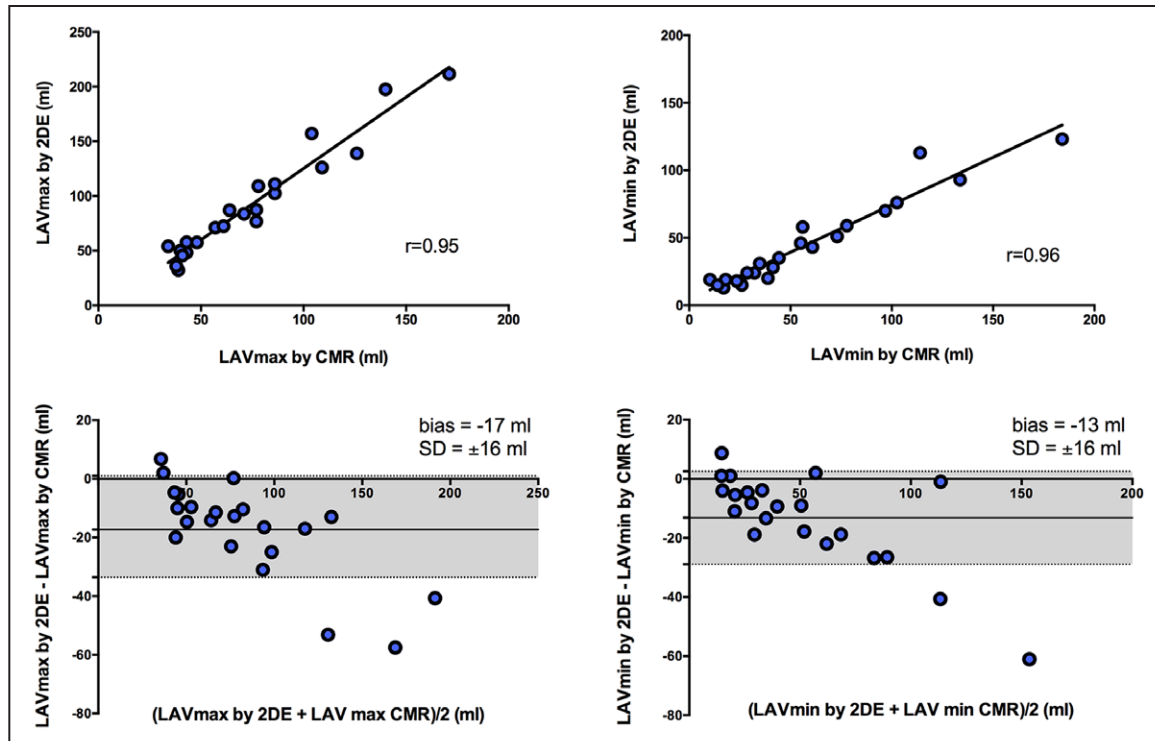 250
200
150
100
50
0
LAVmax by 2DE (ml)
r=0.95
0 50 100 150 200
LAVmax by CMR (ml)
200
150
100
50
0
LAVmin by 2DE (ml)
r=0.96
0 50 100 150 200
LAVmin by CMR (ml)
20
0
-20
-40
-60
-80
LAVmax by 2DE - LAVmax by CMR (ml)
bias = -17 ml
SD = ±16 ml
50 100 150 200 250
(LAVmax by 2DE + LAV max CMR)/2 (ml)
20
0
-20
-40
-60
-80
LAVmin by 2DE - LAVmin by CMR (ml)
bias = -13 ml
SD = ±16 ml
50 100 150 200
(LAVmin by 2DE + LAV min CMR)/2 (ml)